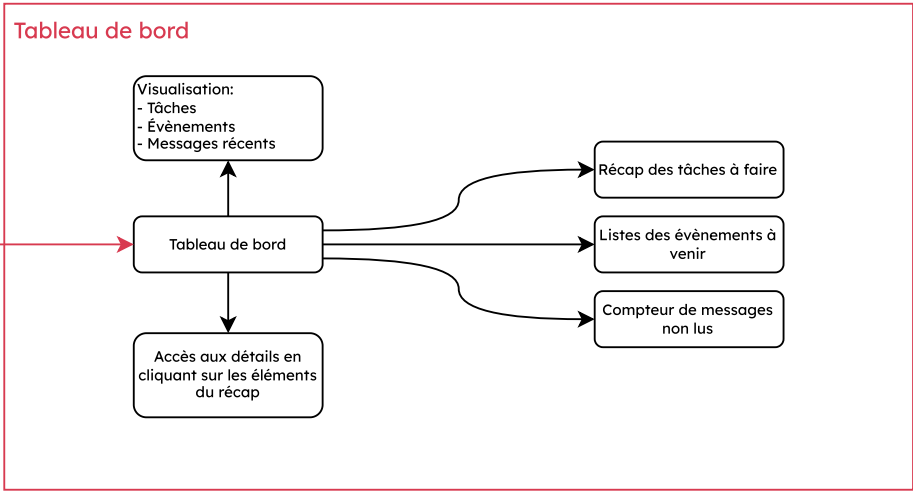 Tableau de bord
Visualisation:
- Tâches
- Évènements
- Messages récents
Récap des tâches à faire
Tableau de bord
Listes des évènements à
venir
Compteur de messages
non lus
Accès aux détails en
cliquant sur les éléments
du récap